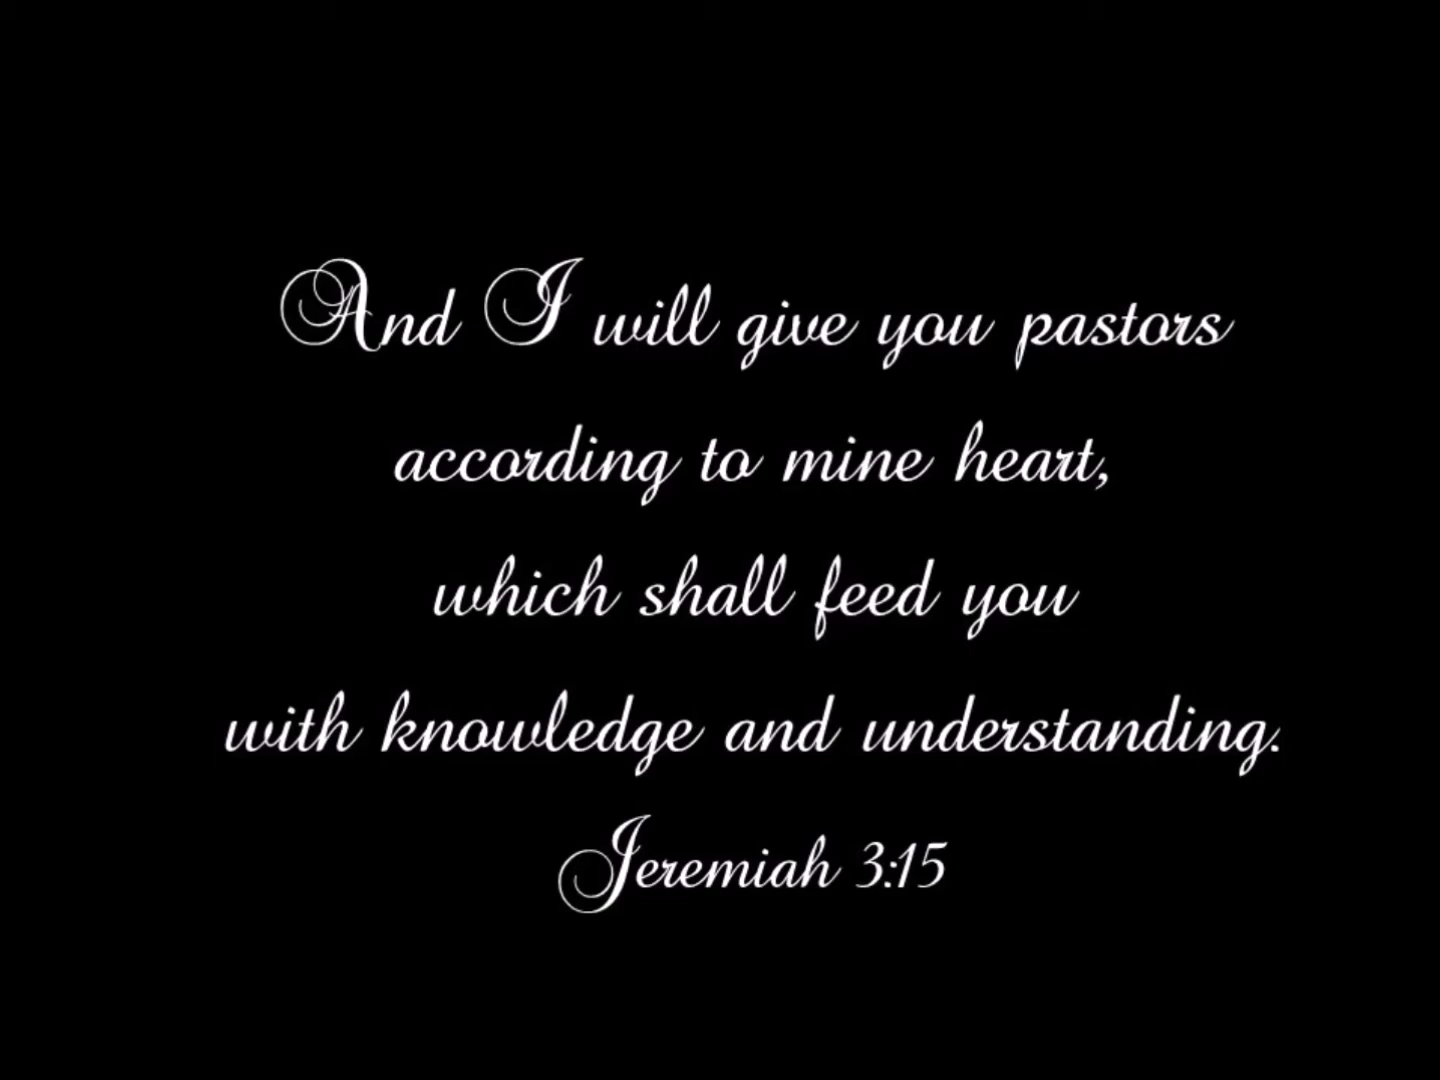 And I will give you pastors
according to mine heart,
which shall feed you
with knowledge and understanding.
Jeremiah 3:15